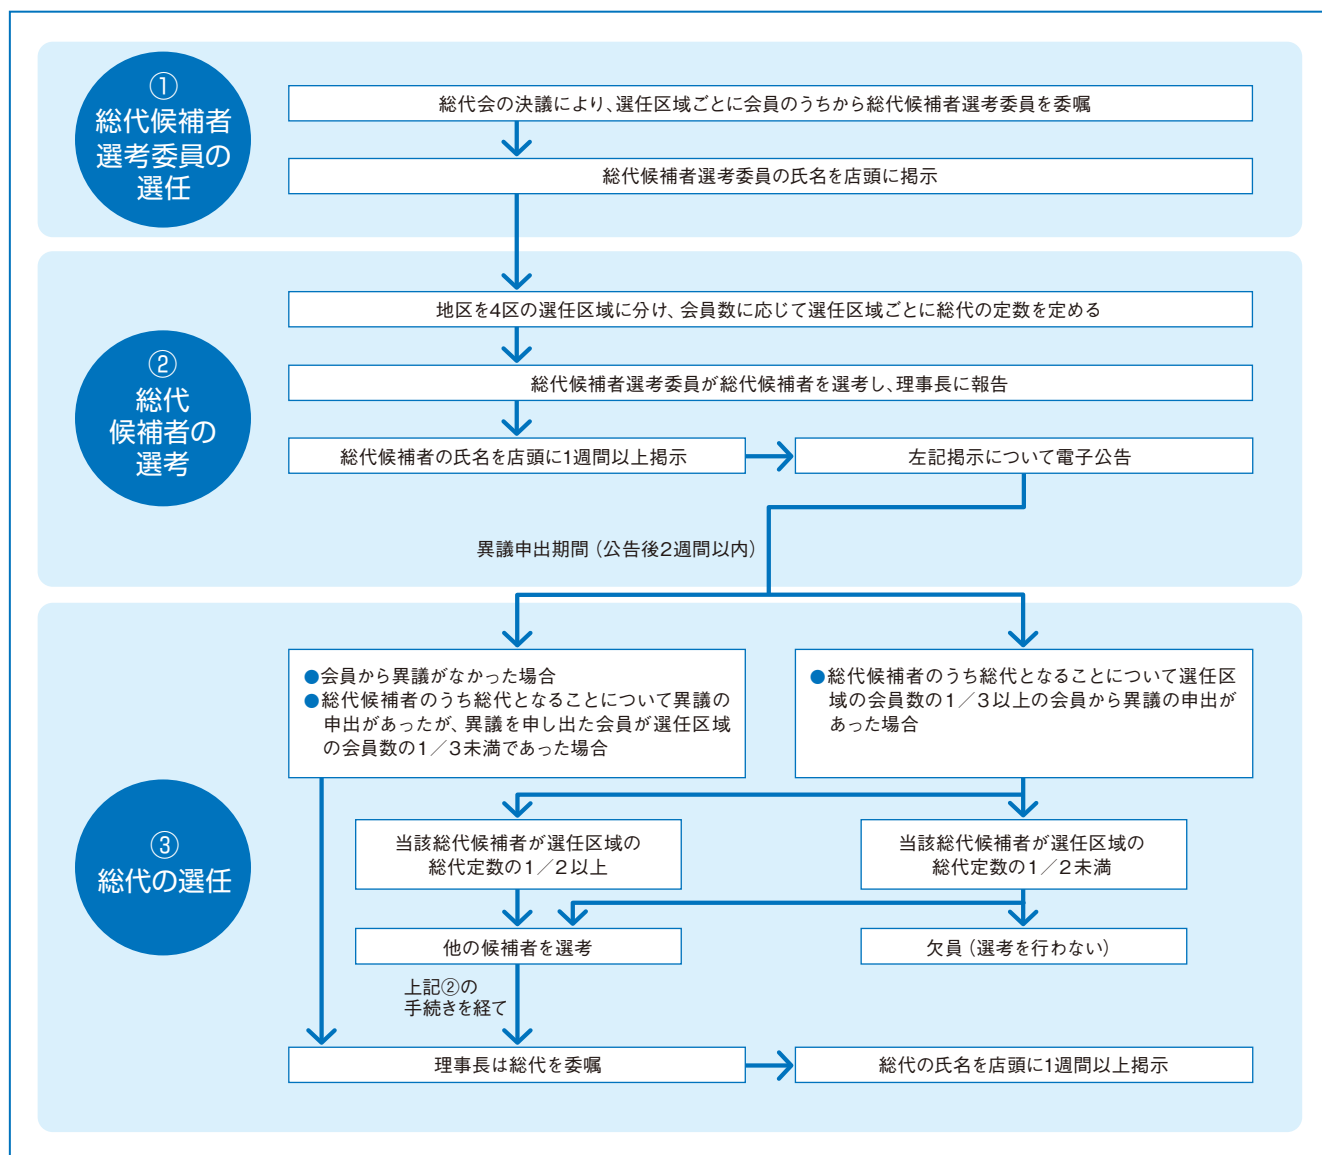 ①
総代候補者
選考委員の
選任
総代会の決議により、選任区域ごとに会員のうちから総代候補者選考委員を委嘱
総代候補者選考委員の氏名を店頭に掲示
②
総代
候補者の
選考
地区を4区の選任区域に分け、会員数に応じて選任区域ごとに総代の定数を定める
総代候補者選考委員が総代候補者を選考し、理事長に報告
総代候補者の氏名を店頭に1週間以上掲示
左記掲示について電子公告
異議申出期間（公告後2週間以内）
③
総代の選任
●会員から異議がなかった場合
●総代候補者のうち総代となることについて異議の
申出があったが、異議を申し出た会員が選任区域
の会員数の1／3未満であった場合
●総代候補者のうち総代となることについて選任区
域の会員数の1／3以上の会員から異議の申出が
あった場合
当該総代候補者が選任区域の
総代定数の1／2以上
当該総代候補者が選任区域の
総代定数の1／2未満
他の候補者を選考
欠員（選考を行わない）
上記②の
手続きを経て
理事長は総代を委嘱
総代の氏名を店頭に1週間以上掲示